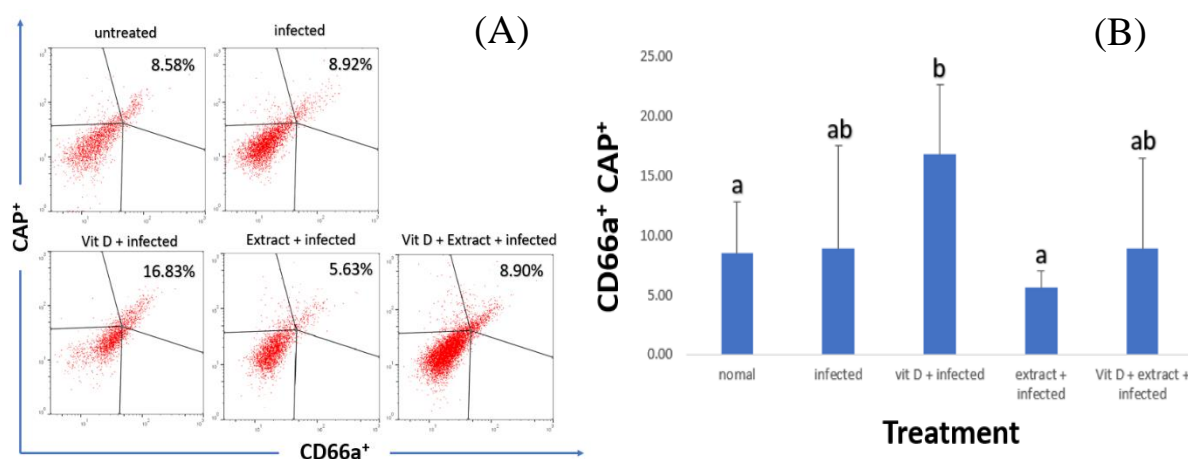 (A)
untreated
8.58%
infected
8.92%
Vit D + infected
16.83%
Extract + infected
5.63%
Vit D + Extract + infected
8.90%
CAP⁺
CD66a⁺
(B)
CD66a⁺ CAP⁺
25.00
20.00
15.00
10.00
5.00
0.00
a
ab
b
a
ab
nomal
infected
vit D + infected
extract +
infected
Vit D + extract +
infected
Treatment